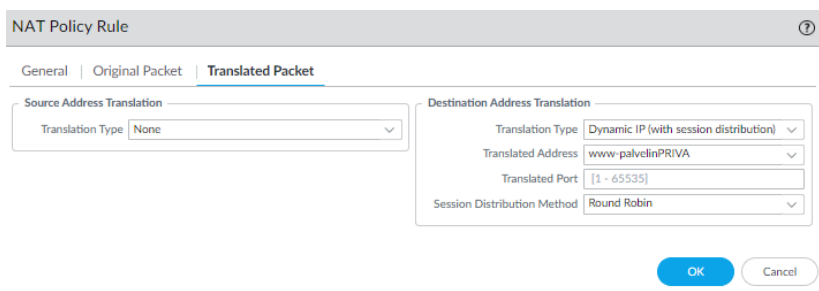 NAT Policy Rule
General | Original Packet | Translated Packet
Source Address Translation
Translation Type None
Destination Address Translation
Translation Type Dynamic IP (with session distribution)
Translated Address www-palvelinPRIVA
Translated Port [1 - 65535]
Session Distribution Method Round Robin
OK Cancel